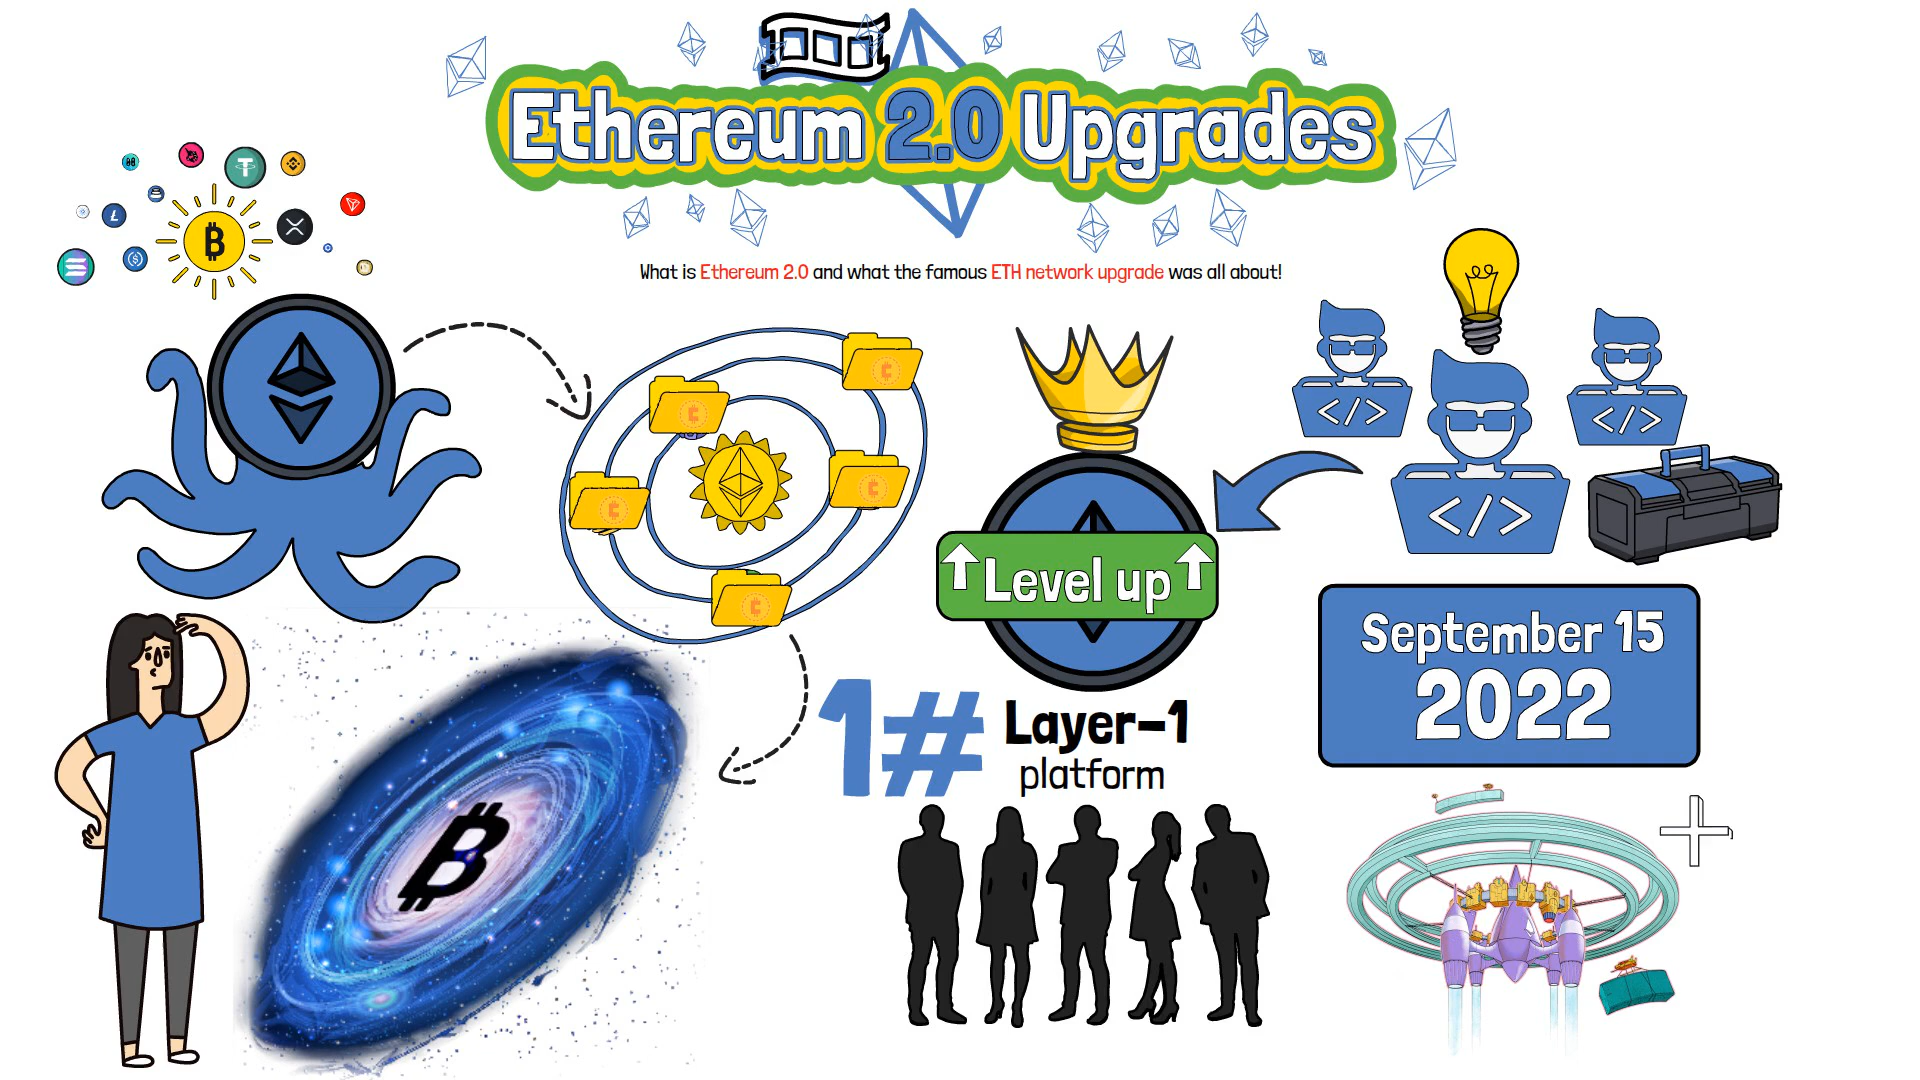 Ethereum 2.0 Upgrades
What is Ethereum 2.0 and what the famous ETH network upgrade was all about!
Level up
</>
</>
</>
September 15
2022
1# Layer-1
platform